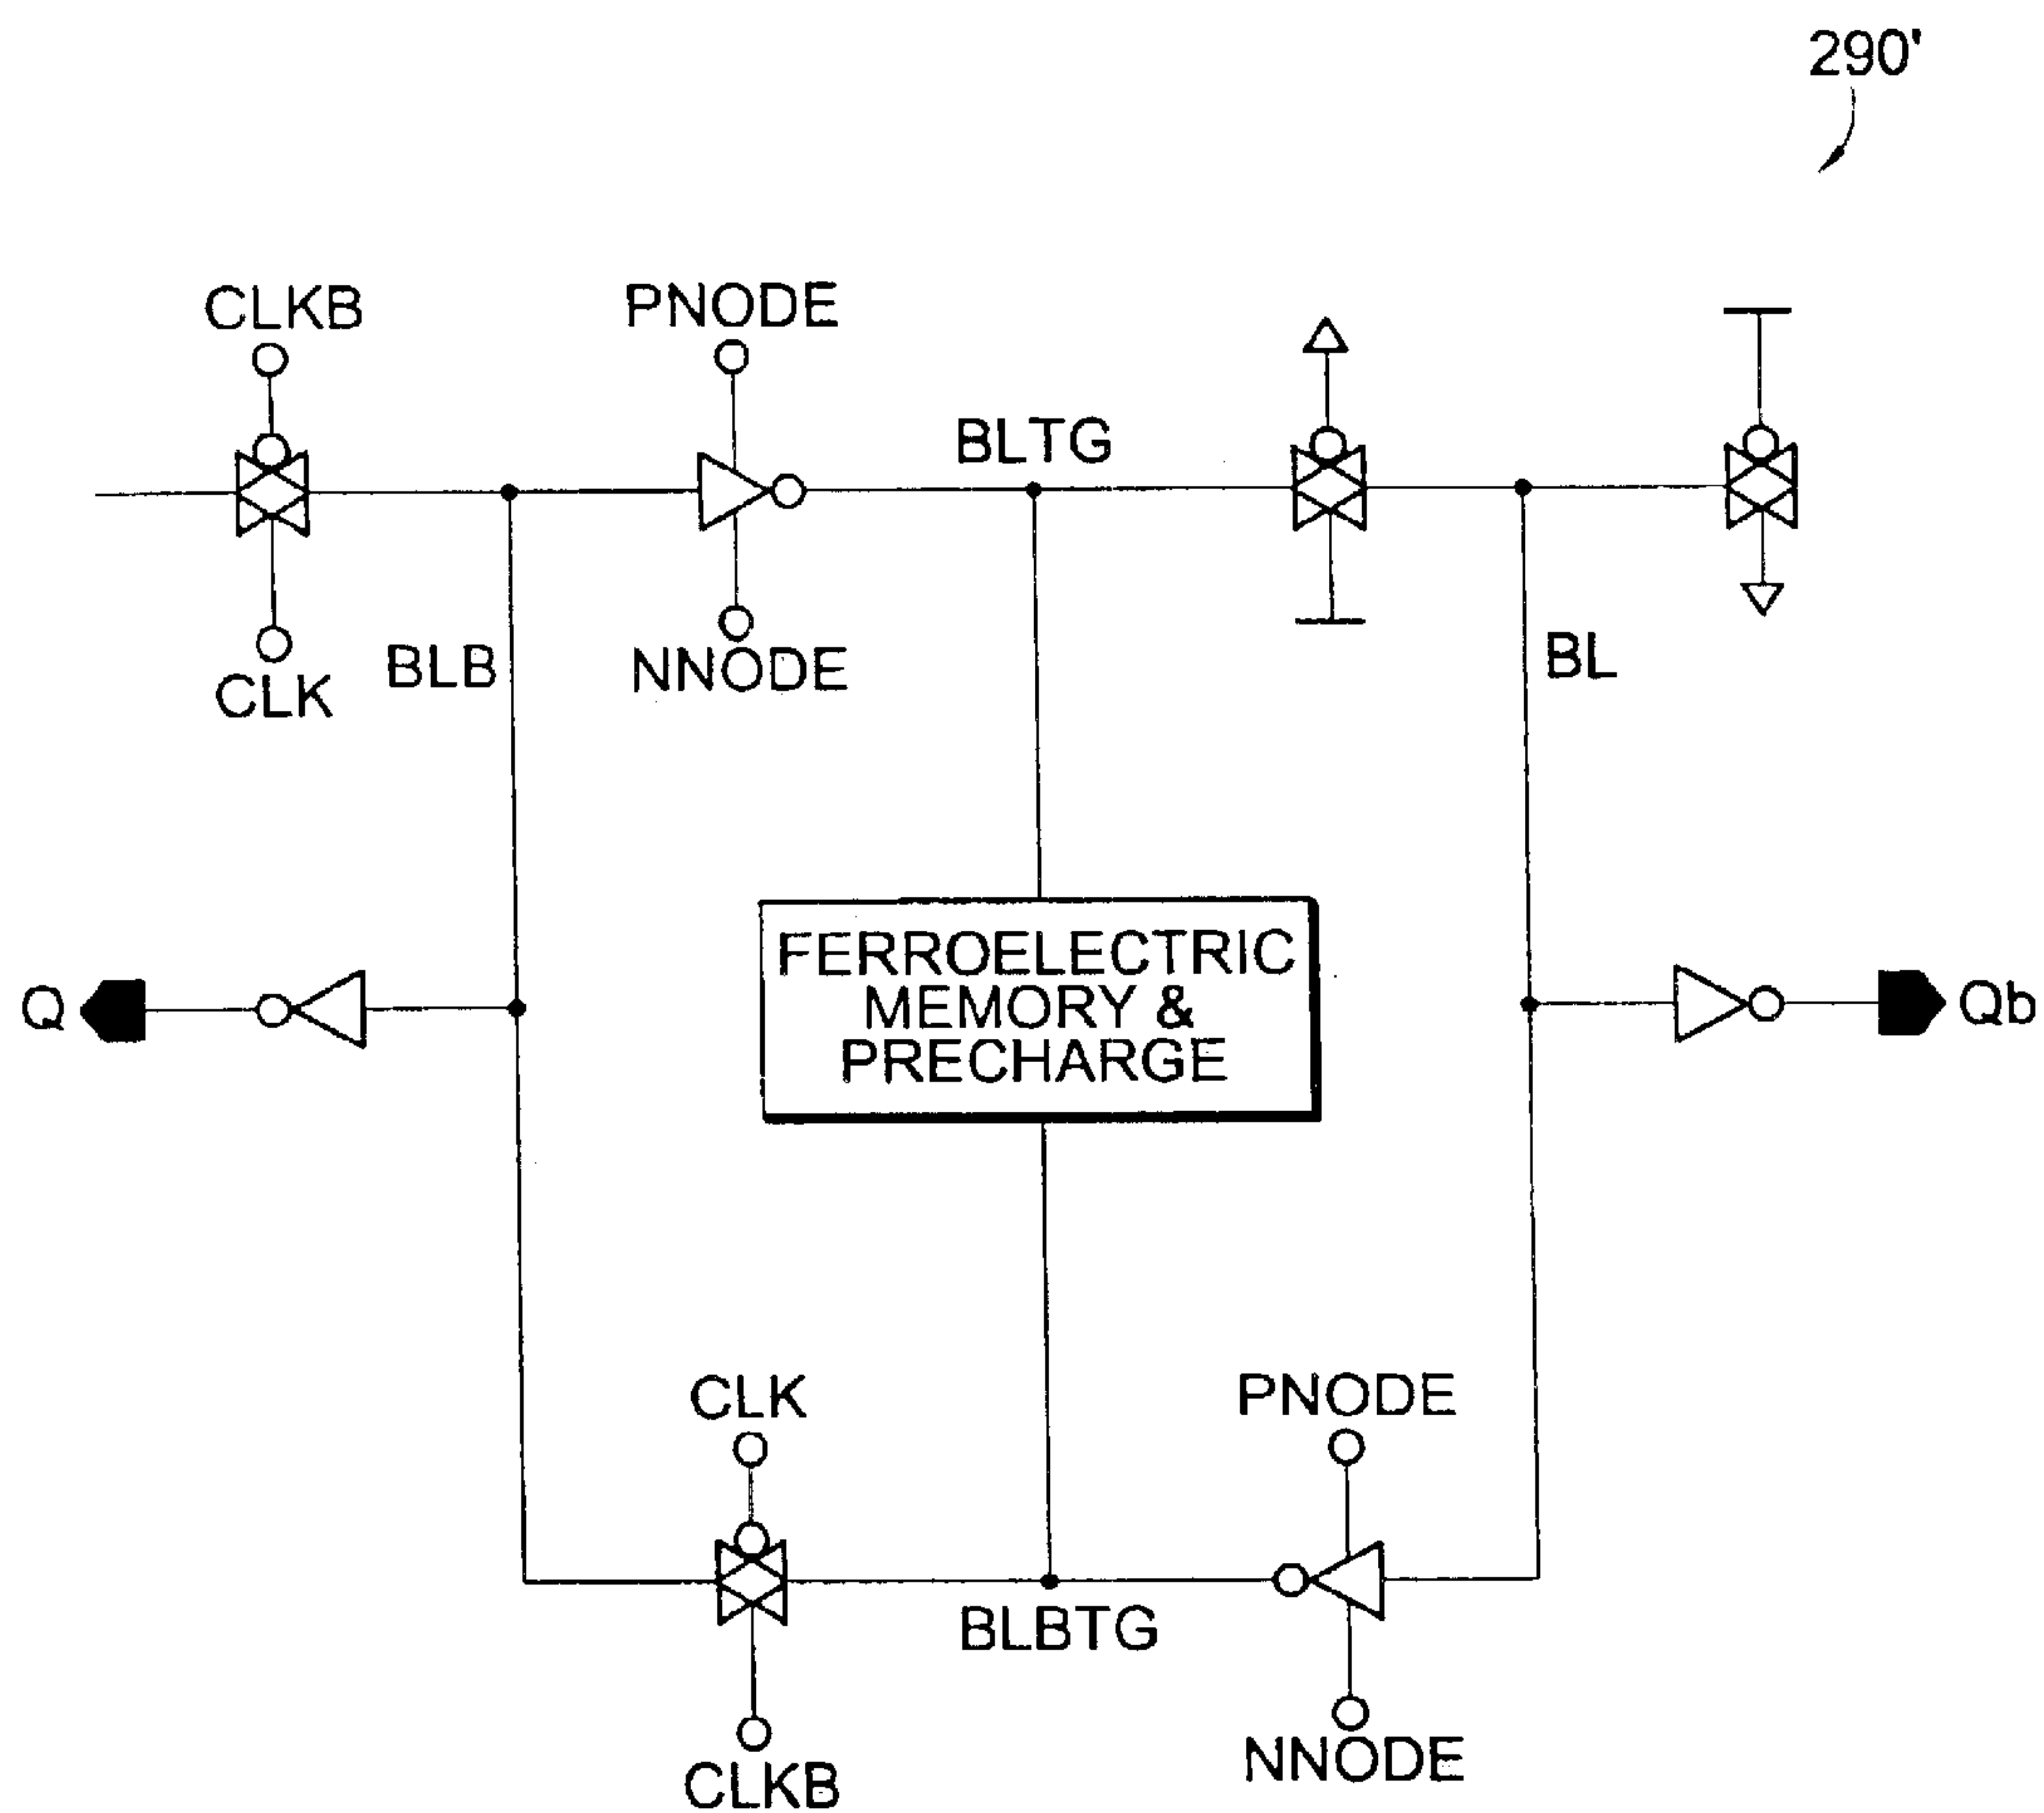 290'
CLKB
PNODE
BLTG
CLK
BLB
NNODE
BL
FERROELECTRIC
MEMORY &
PRECHARGE
Q
Qb
CLK
PNODE
BLBTG
CLKB
NNODE